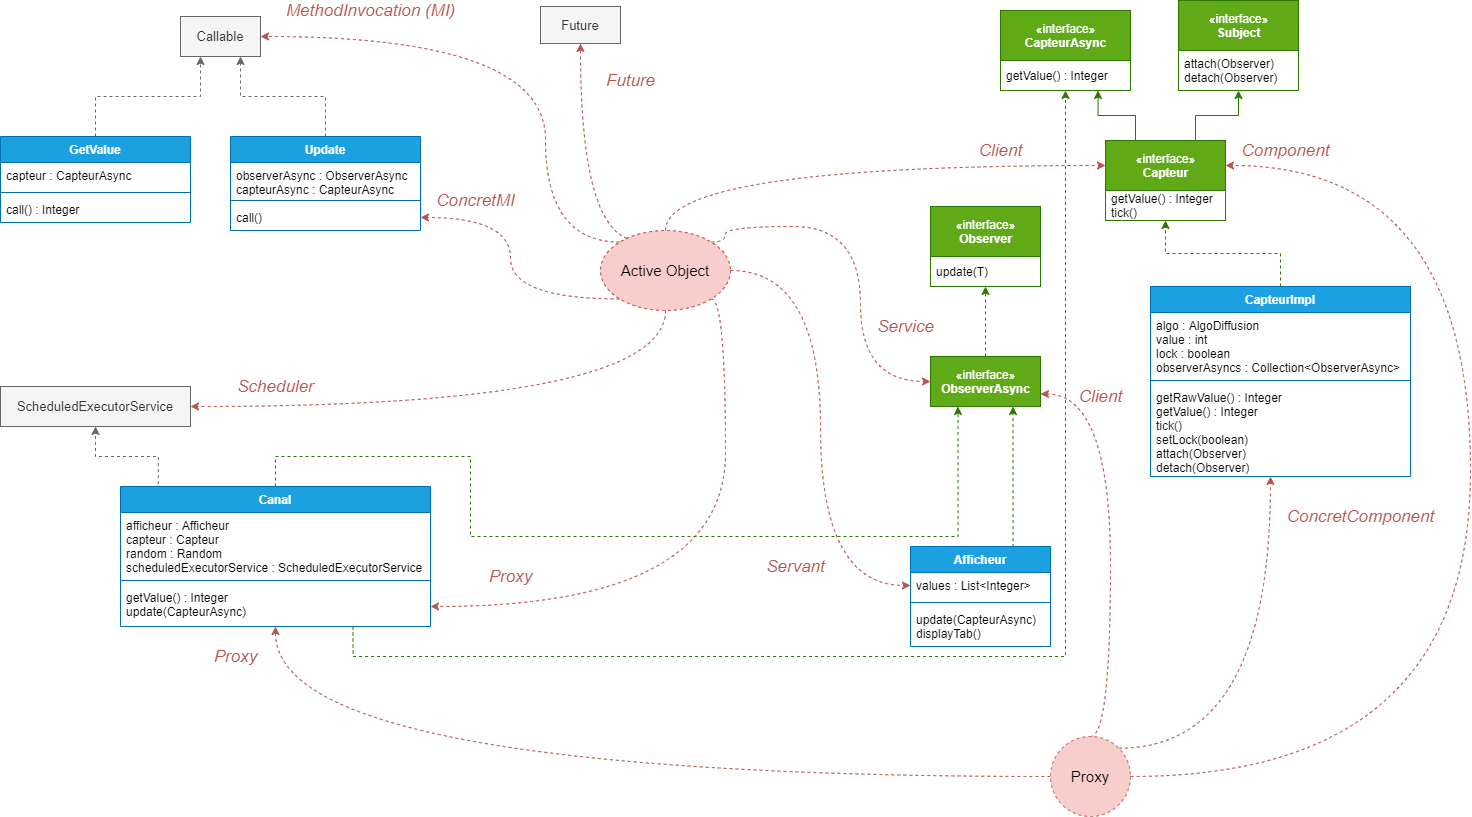 MethodInvocation (MI)
Callable
Future
Future
«interface»
CapteurAsync
getValue() : Integer
«interface»
Subject
attach(Observer)
detach(Observer)
GetValue
capteur : CapteurAsync
call() : Integer
Update
observerAsync : ObserverAsync
capteurAsync : CapteurAsync
call()
ConcretMI
Client
«interface»
Capteur
getValue() : Integer
tick()
Component
Active Object
«interface»
Observer
update(T)
Service
CapteurImpl
algo : AlgoDiffusion
value : int
lock : boolean
observerAsyncs : Collection<ObserverAsync>
getRawValue() : Integer
getValue() : Integer
tick()
setLock(boolean)
attach(Observer)
detach(Observer)
«interface»
ObserverAsync
Client
Scheduler
ScheduledExecutorService
Canal
afficheur : Afficheur
capteur : Capteur
random : Random
scheduledExecutorService : ScheduledExecutorService
getValue() : Integer
update(CapteurAsync)
Proxy
Servant
Afficheur
values : List<Integer>
update(CapteurAsync)
displayTab()
ConcretComponent
Proxy
Proxy